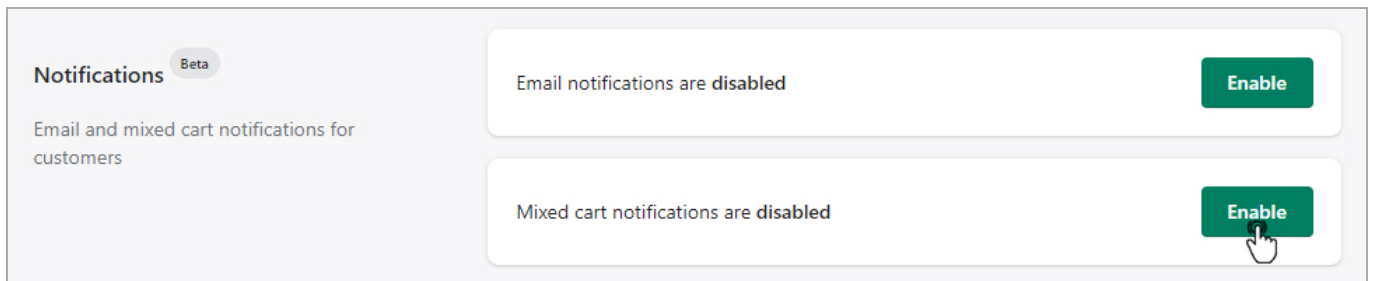 Notifications Beta
Email and mixed cart notifications for
customers
Email notifications are disabled
Enable
Mixed cart notifications are disabled
Enable